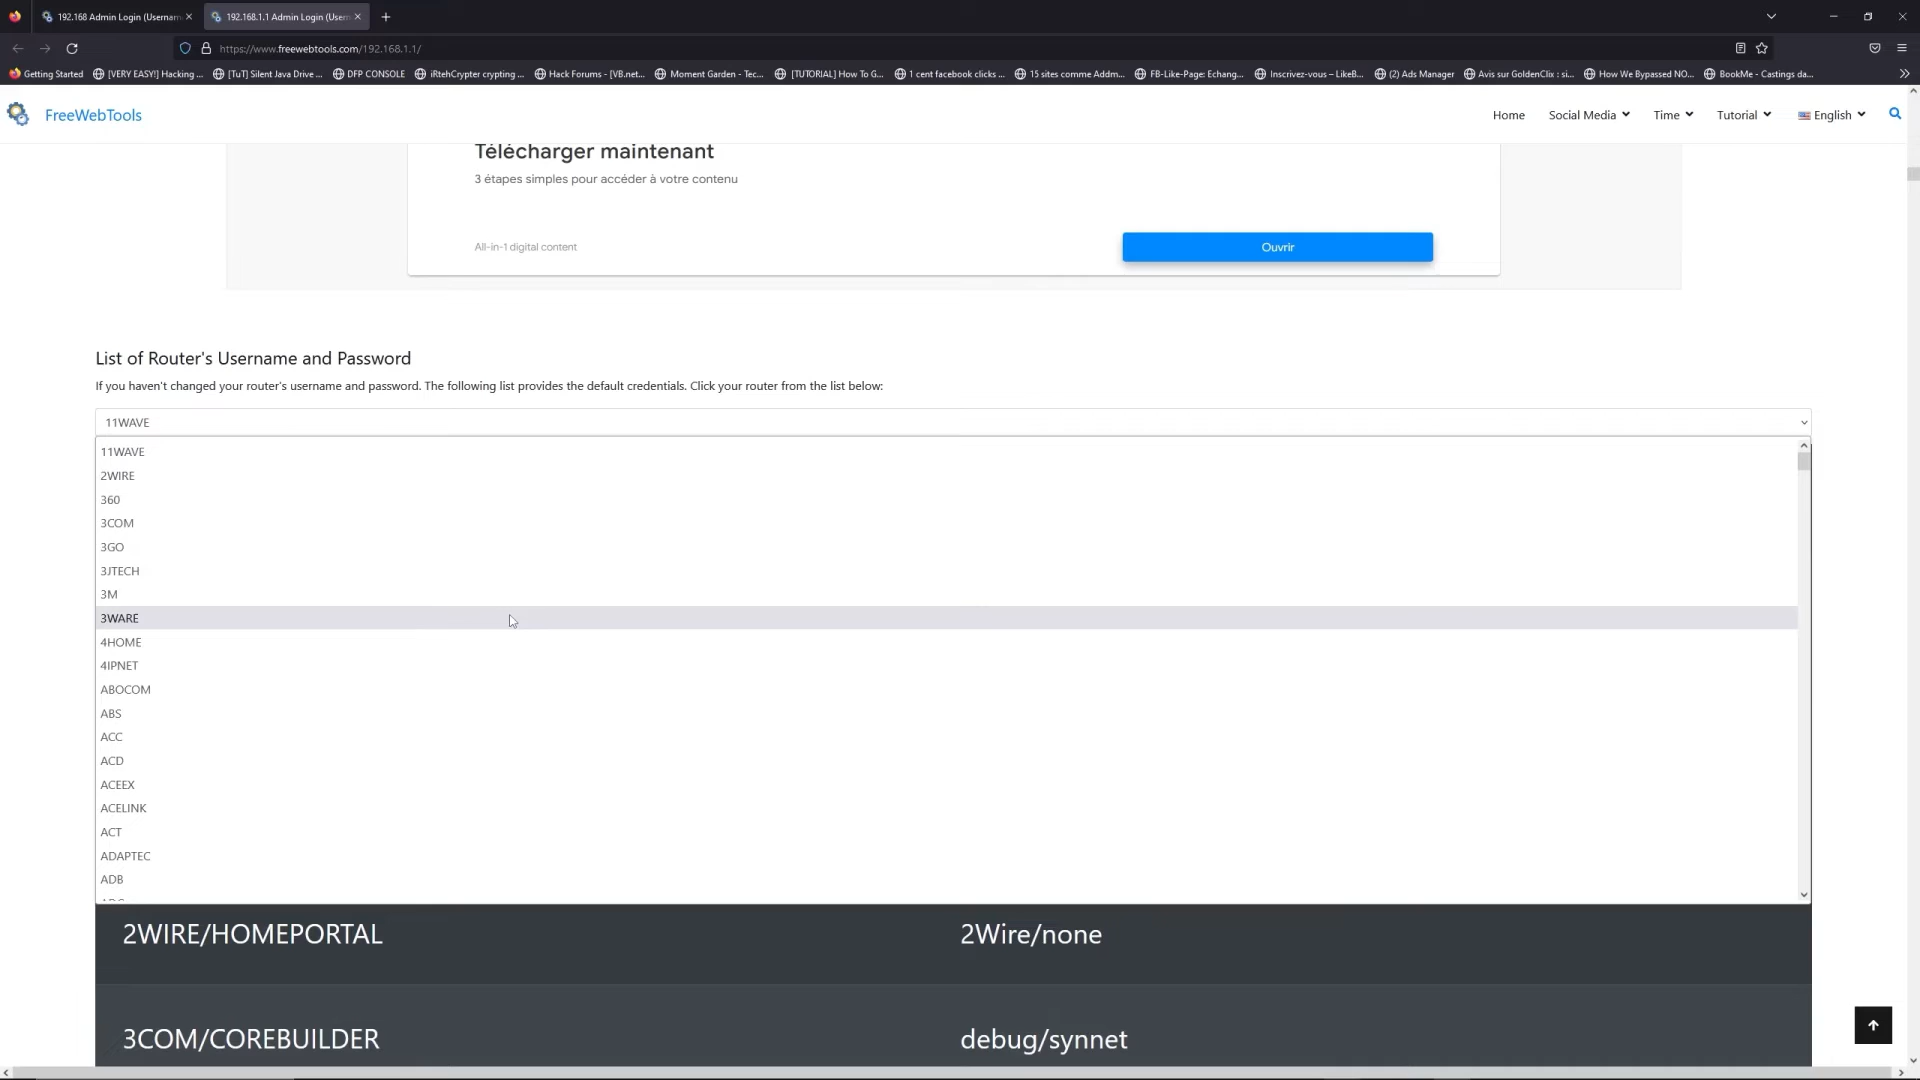 192.168 Admin Login (Usernam
192.168.1.1 Admin Login (Usern
https://www.freewebtools.com/192.168.1.1/
Getting Started
[VERY EASY!] Hacking ...
[TuT] Silent Java Drive ...
DFP CONSOLE
iRtehCrypter crypting ...
Hack Forums - [VB.net...
Moment Garden - Tec...
[TUTORIAL] How To G...
1 cent facebook clicks ...
15 sites comme Addm...
FB-Like-Page: Echang...
Inscrivez-vous – LikeB...
(2) Ads Manager
Avis sur GoldenClix : si...
How We Bypassed NO...
BookMe - Castings da...
FreeWebTools
Home
Social Media
Time
Tutorial
English
Télécharger maintenant
3 étapes simples pour accéder à votre contenu
All-in-1 digital content
Ouvrir
List of Router's Username and Password
If you haven't changed your router's username and password. The following list provides the default credentials. Click your router from the list below:
11WAVE
11WAVE
2WIRE
360
3COM
3GO
3JTECH
3M
3WARE
4HOME
4IPNET
ABOCOM
ABS
ACC
ACD
ACEEX
ACELINK
ACT
ADAPTEC
ADB
2WIRE/HOMEPORTAL
2Wire/none
3COM/COREBUILDER
debug/synnet